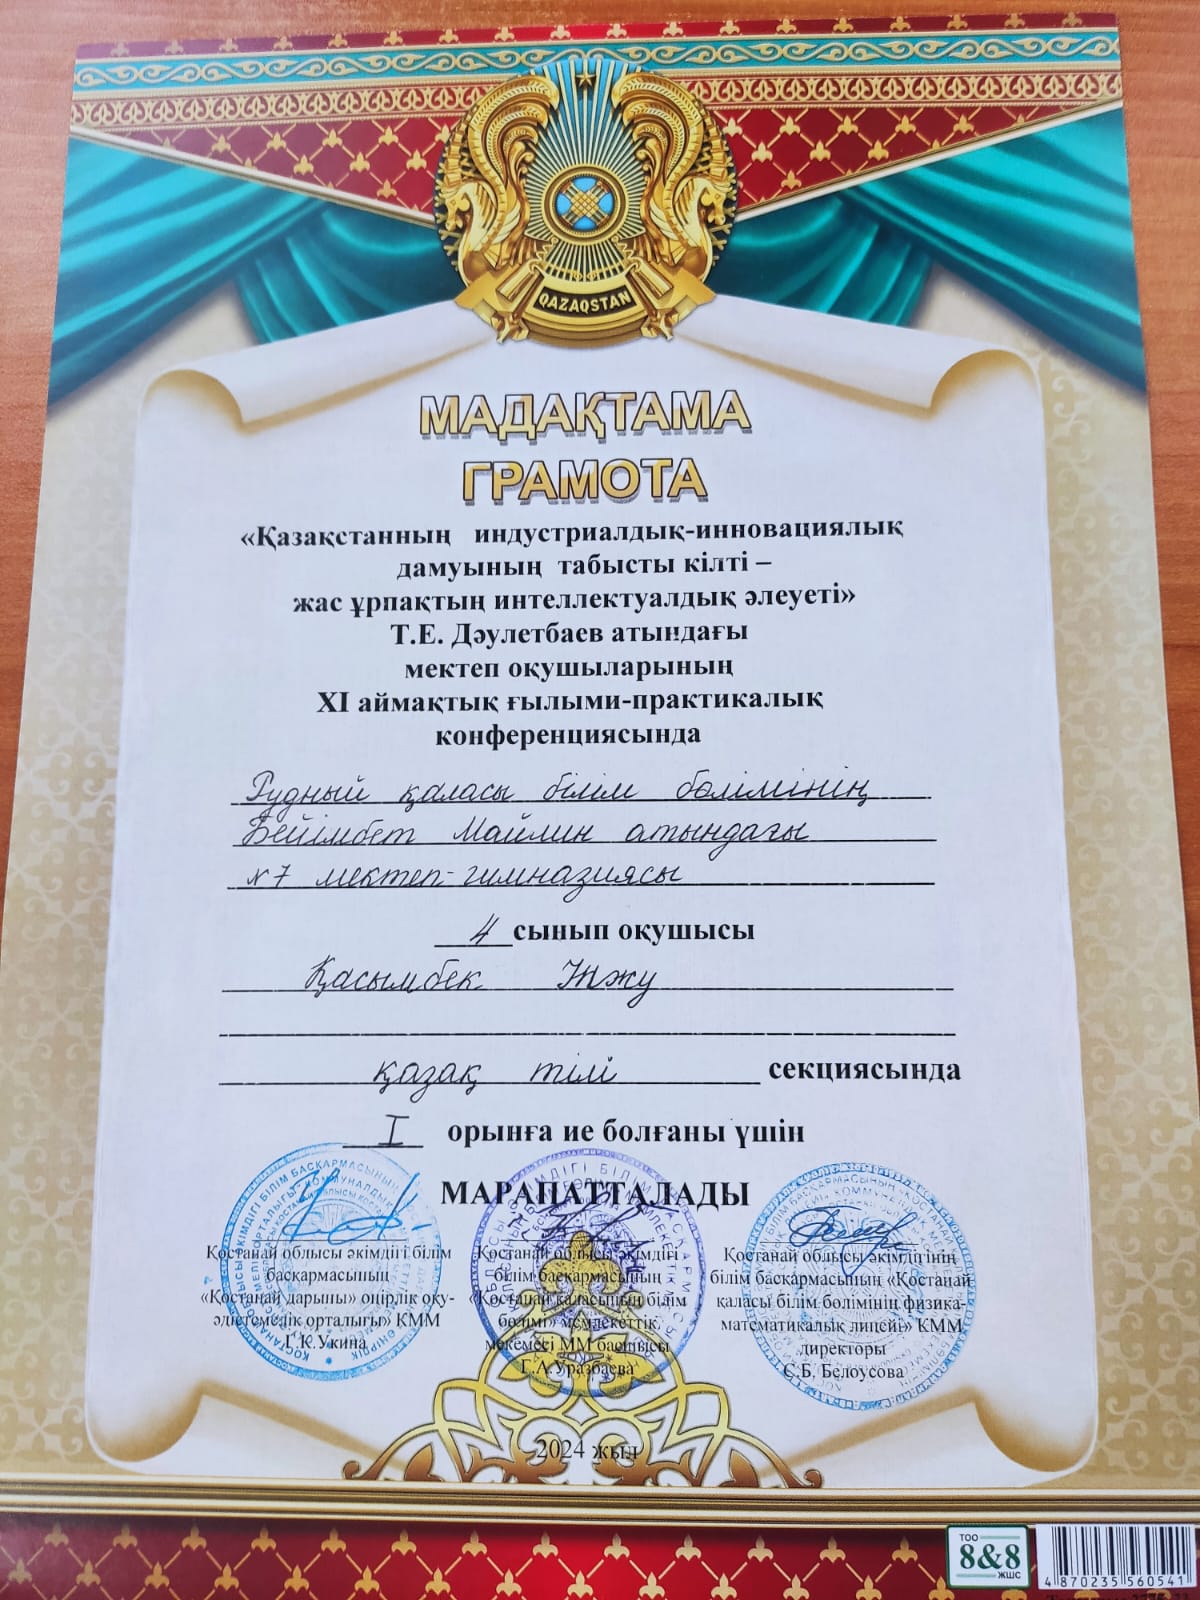 QAZAQSTAN
МАДАҚТАМА
ГРАМОТА
«Қазақстанның индустриалдық-инновациялық
дамуының табысты кілті –
жас ұрпақтың интеллектуалдық әлеуеті»
Т.Е. Дәулетбаев атындағы
мектеп оқушыларының
XI аймақтық ғылыми-практикалық
конференциясында
Рудный қаласы білім бөлімінің
Бейімбет Майлин атындағы
№7 мектеп-гимназиясы
4 сынып оқушысы
Қасымбек Інжу
қазақ тілі секциясында
I орынға ие болғаны үшін
МАРАПАТТАЛАДЫ
Қостанай облысы әкімдігі білім
басқармасының
«Қостанай дарыны» өңірлік оқу-
әдістемелік орталығы» КММ
Г.К.Укина
Қостанай облысы әкімдігі
білім басқармасының
«Қостанай қаласының білім
бөлімі» мемлекеттік
мекемесі ММ басшысы
Г.А.Уразбаева
Қостанай облысы әкімдігінің
білім басқармасының «Қостанай
қаласы білім бөлімінің физика-
математикалық лицейі» КММ
директоры
С.Б. Белоусова
2024 жыл
ТОО
8&8
ЖШС
4 870235 560541